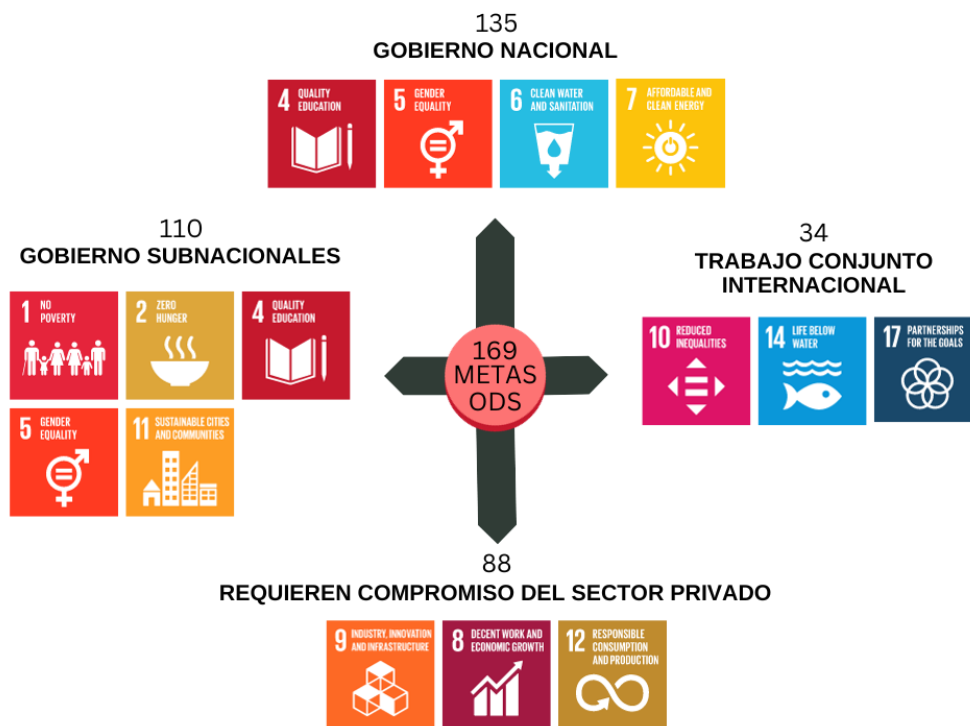 135
GOBIERNO NACIONAL
4 QUALITY
EDUCATION
5 GENDER
EQUALITY
6 CLEAN WATER
AND SANITATION
7 AFFORDABLE AND
CLEAN ENERGY
110
GOBIERNO SUBNACIONALES
1 NO
POVERTY
2 ZERO
HUNGER
4 QUALITY
EDUCATION
5 GENDER
EQUALITY
11 SUSTAINABLE CITIES
AND COMMUNITIES
169
METAS
ODS
34
TRABAJO CONJUNTO
INTERNACIONAL
10 REDUCED
INEQUALITIES
14 LIFE BELOW
WATER
17 PARTNERSHIPS
FOR THE GOALS
88
REQUIEREN COMPROMISO DEL SECTOR PRIVADO
9 INDUSTRY, INNOVATION
AND INFRASTRUCTURE
8 DECENT WORK AND
ECONOMIC GROWTH
12 RESPONSIBLE
CONSUMPTION
AND PRODUCTION